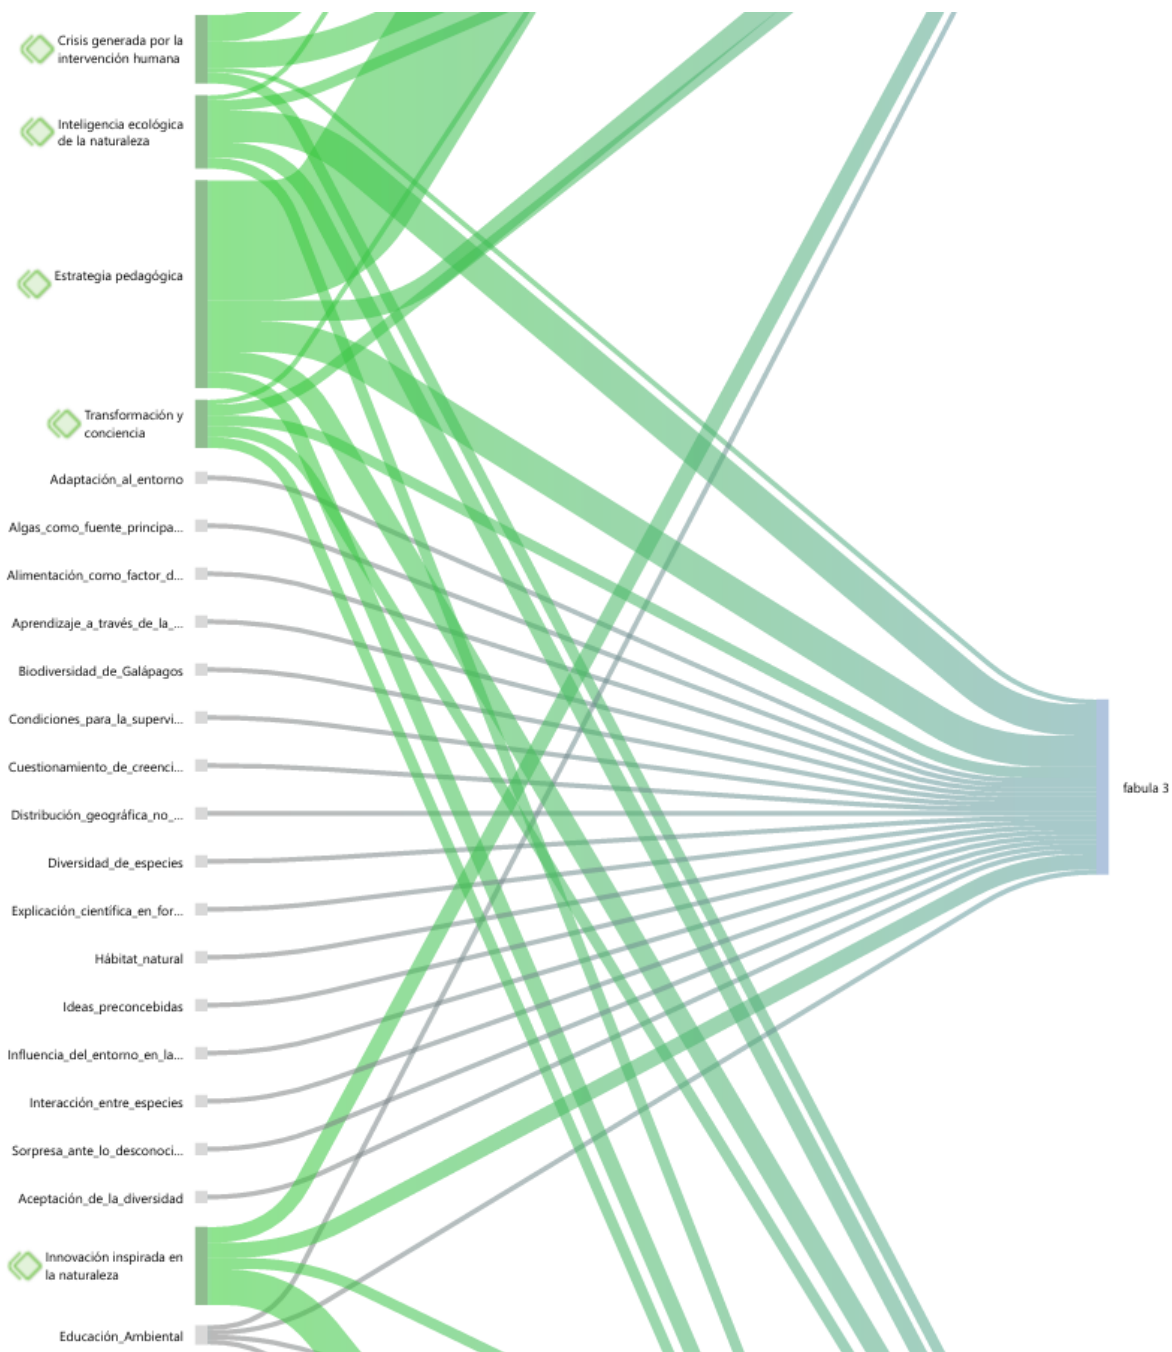 Crisis generada por la
intervención humana
Inteligencia ecológica
de la naturaleza
Estrategia pedagógica
Transformación y
conciencia
Adaptación_al_entorno
Algas_como_fuente_principa...
Alimentación_como_factor_d...
Aprendizaje_a_través_de_la_...
Biodiversidad_de_Galápagos
Condiciones_para_la_supervi...
Cuestionamiento_de_creenci...
fabula 3
Distribución_geográfica_no_...
Diversidad_de_especies
Explicación_científica_en_for...
Hábitat_natural
Ideas_preconcebidas
Influencia_del_entorno_en_la...
Interacción_entre_especies
Sorpresa_ante_lo_desconoci...
Aceptación_de_la_diversidad
Innovación inspirada en
la naturaleza
Educación_Ambiental